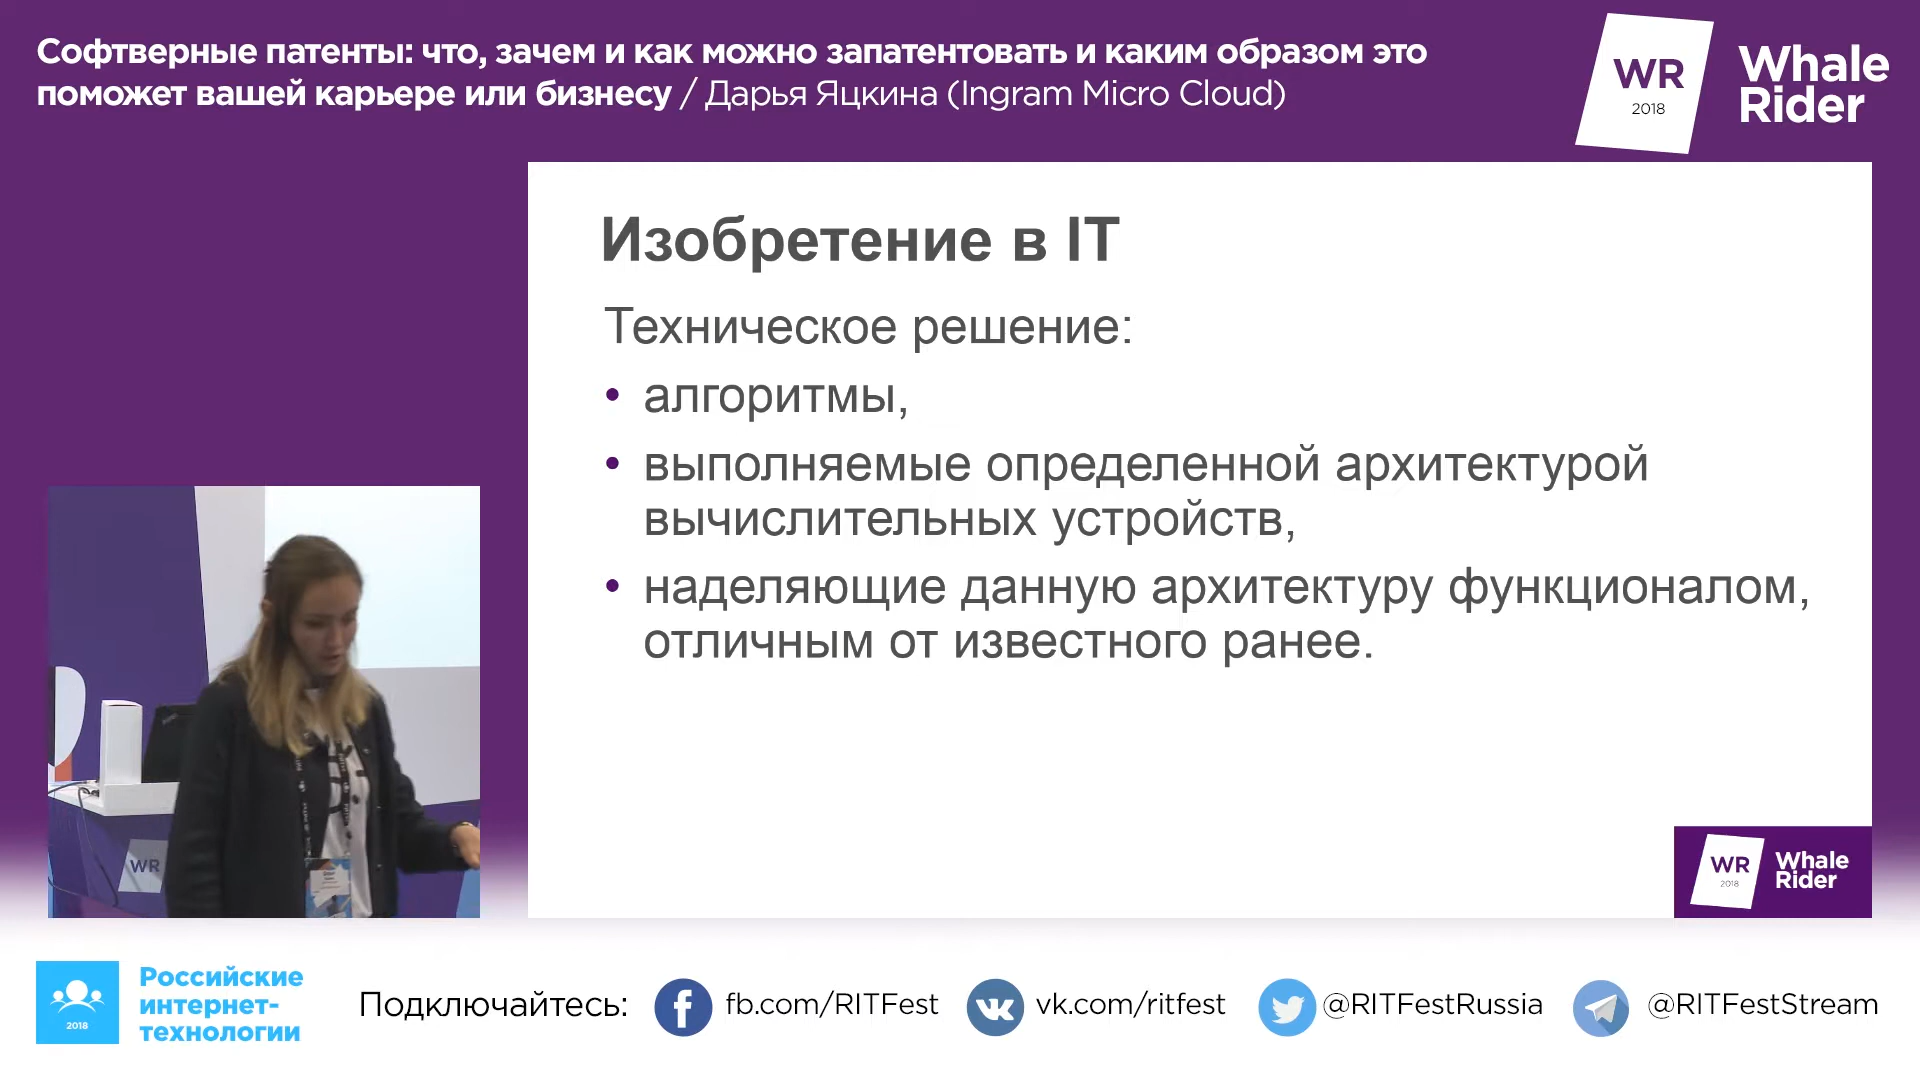 Софтверные патенты: что, зачем и как можно запатентовать и каким образом это
поможет вашей карьере или бизнесу / Дарья Яцкина (Ingram Micro Cloud)
WR
2018
Whale
Rider
Изобретение в IT
Техническое решение:
• алгоритмы,
• выполняемые определенной архитектурой
вычислительных устройств,
• наделяющие данную архитектуру функционалом,
отличным от известного ранее.
WR
WR
2018
Whale
Rider
2018
Российские
интернет-
технологии
Подключайтесь:
fb.com/RITFest
vk.com/ritfest
@RITFestRussia
@RITFestStream